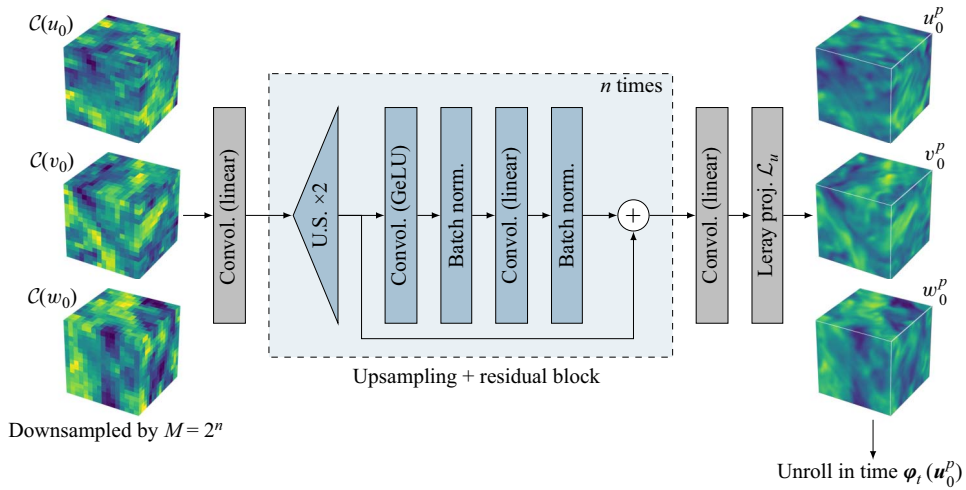 𝒞(u₀)
𝒞(v₀)
𝒞(w₀)
Downsampled by M = 2ⁿ
Convol. (linear)
n times
U.S. ×2
Convol. (GeLU)
Batch norm.
Convol. (linear)
Batch norm.
+
Upsampling + residual block
Convol. (linear)
Leray proj. ℒᵤ
u₀ᵖ
v₀ᵖ
w₀ᵖ
Unroll in time φₜ (u₀ᵖ)